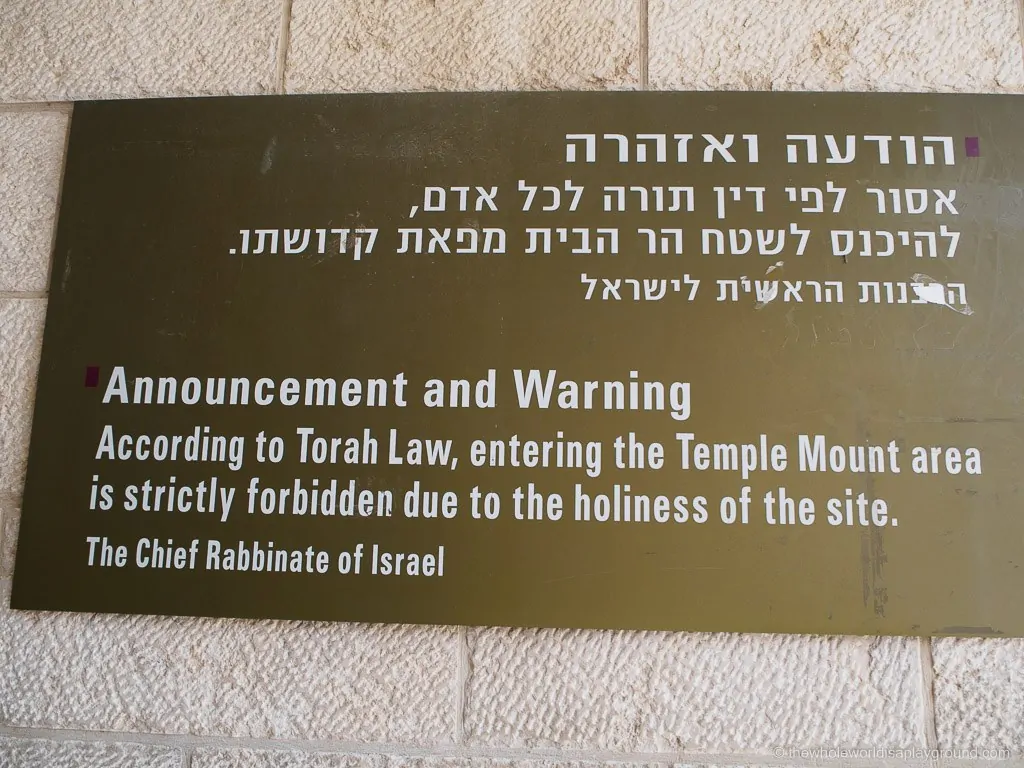 הודעה ואזהרה
אסור לפי דין תורה לכל אדם,
להיכנס לשטח הר הבית מפאת קדושתו.
הראשית לישראל
Announcement and Warning
According to Torah Law, entering the Temple Mount area
is strictly forbidden due to the holiness of the site.
The Chief Rabbinate of Israel
©thewholeworldisaplayground.com